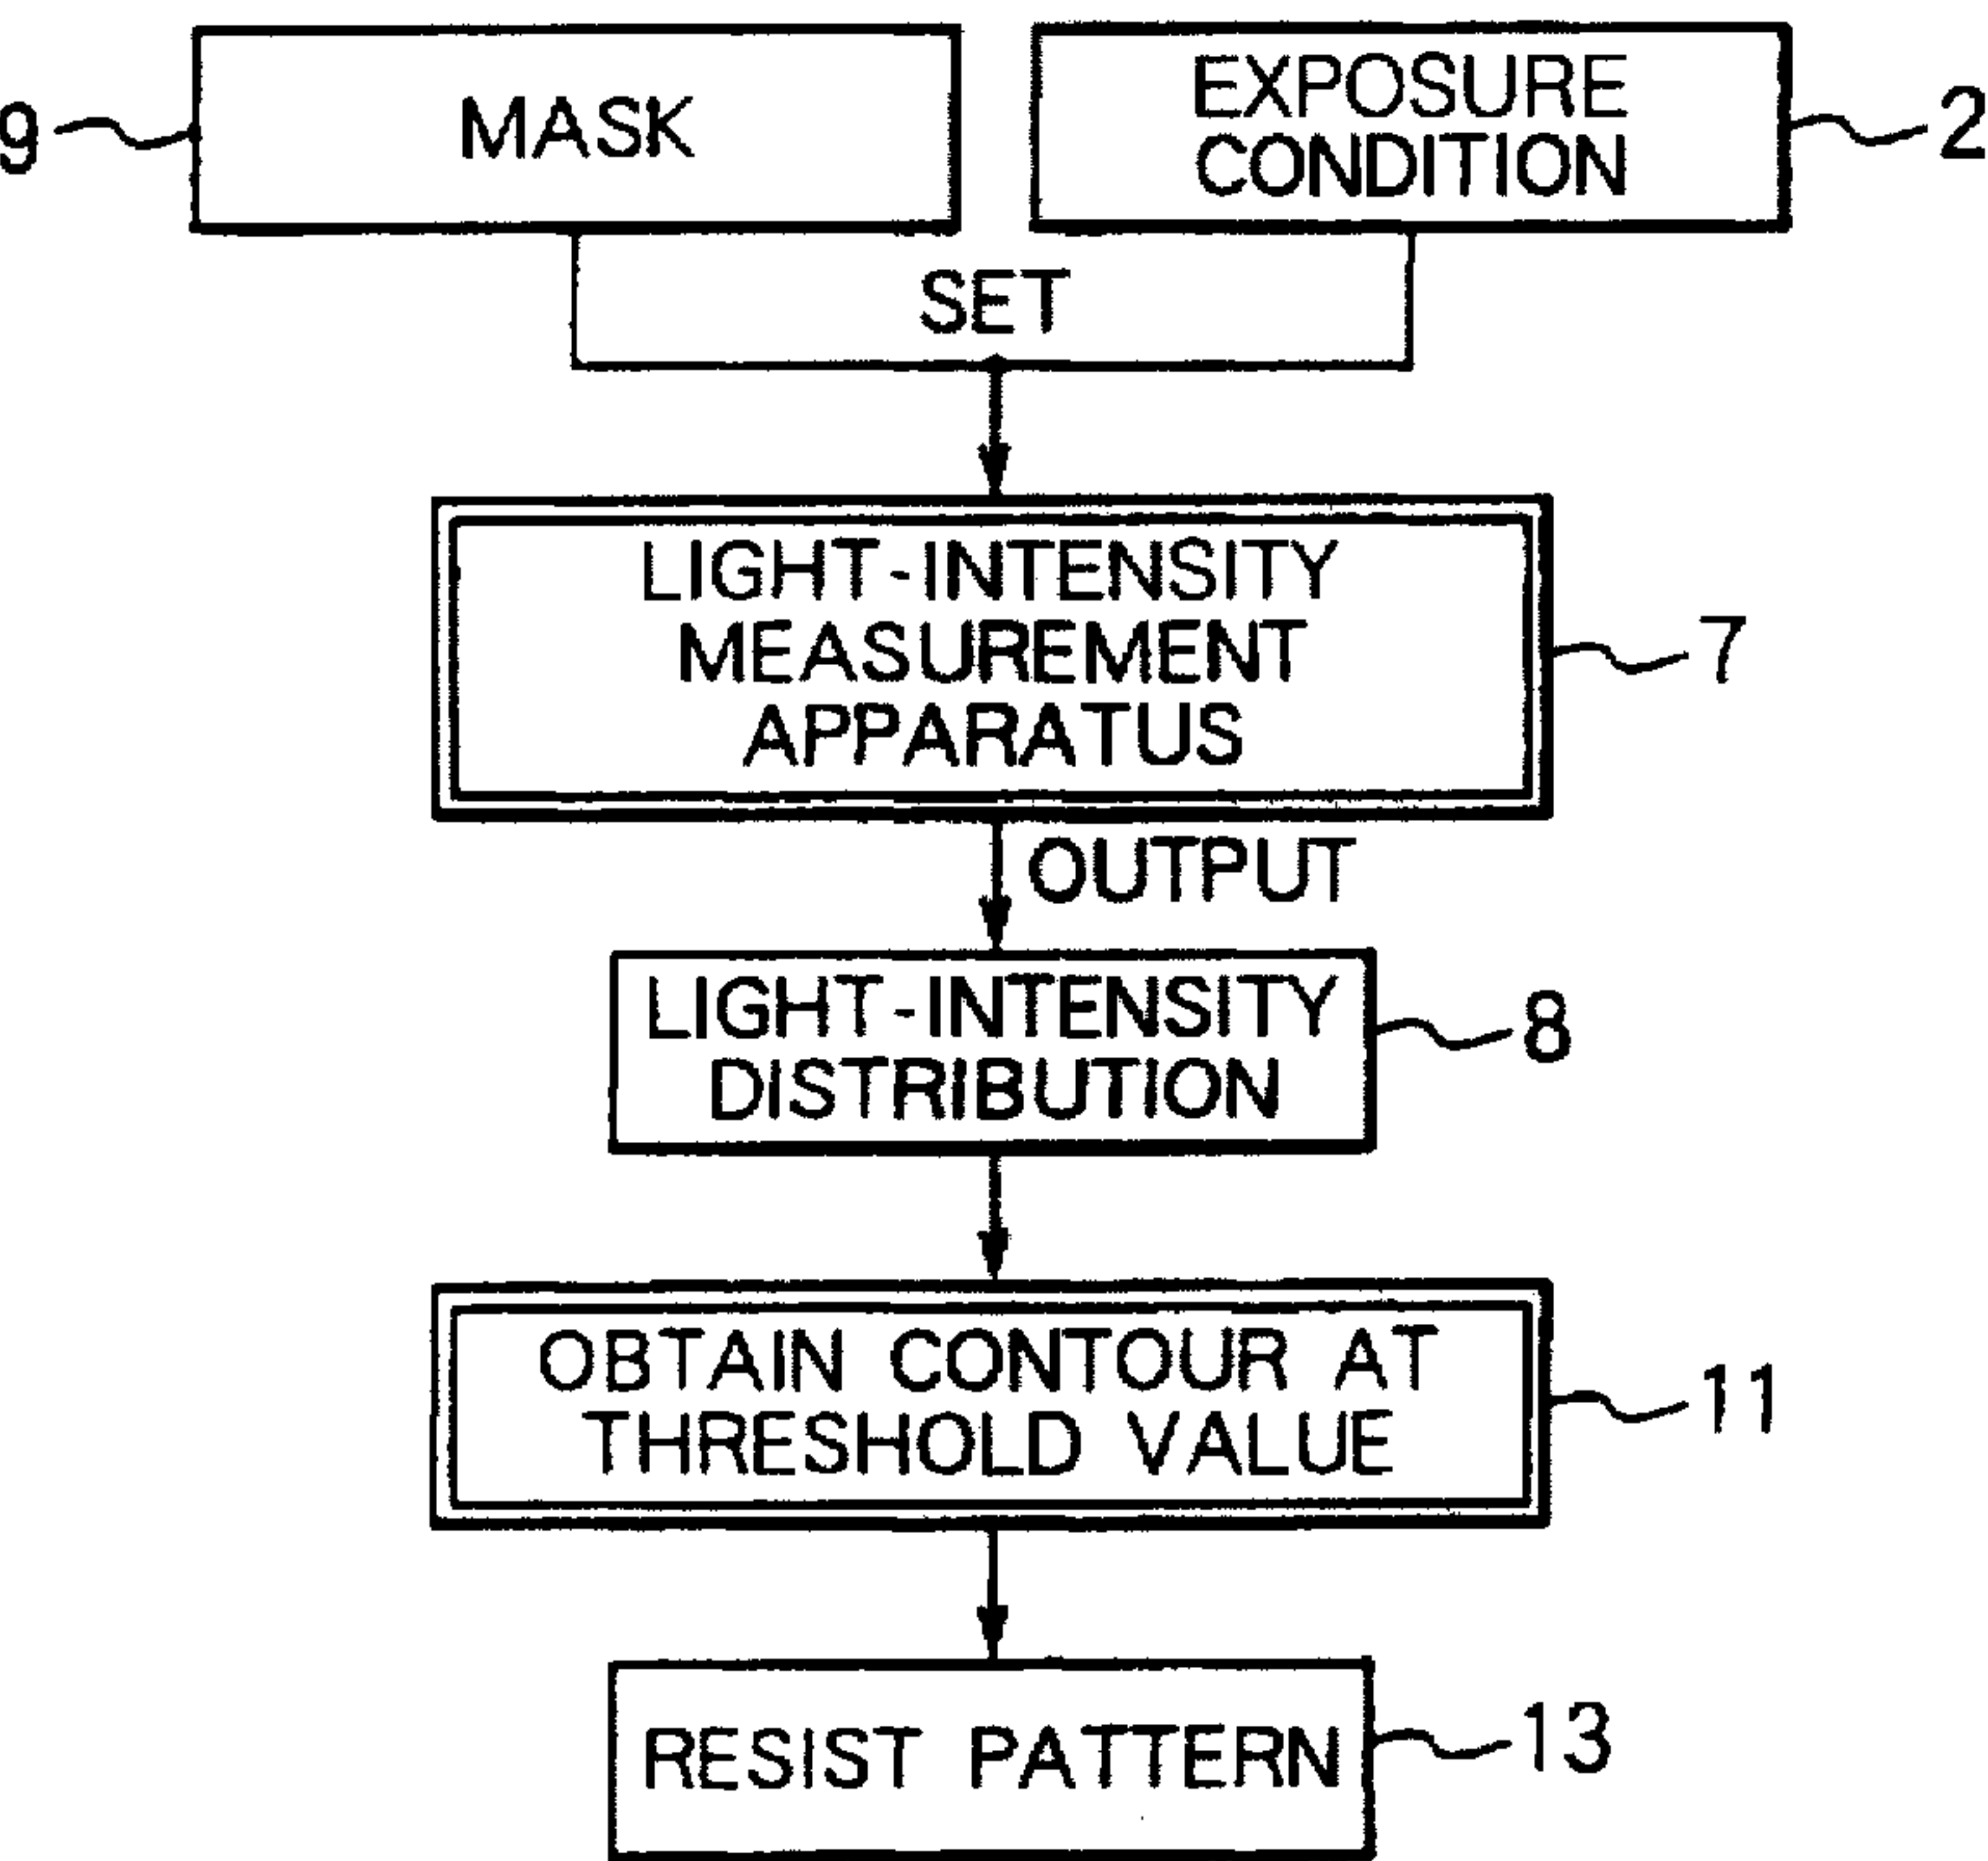 9
MASK
EXPOSURE
CONDITION
2
SET
LIGHT-INTENSITY
MEASUREMENT
APPARATUS
7
OUTPUT
LIGHT-INTENSITY
DISTRIBUTION
8
OBTAIN CONTOUR AT
THRESHOLD VALUE
11
RESIST PATTERN
13